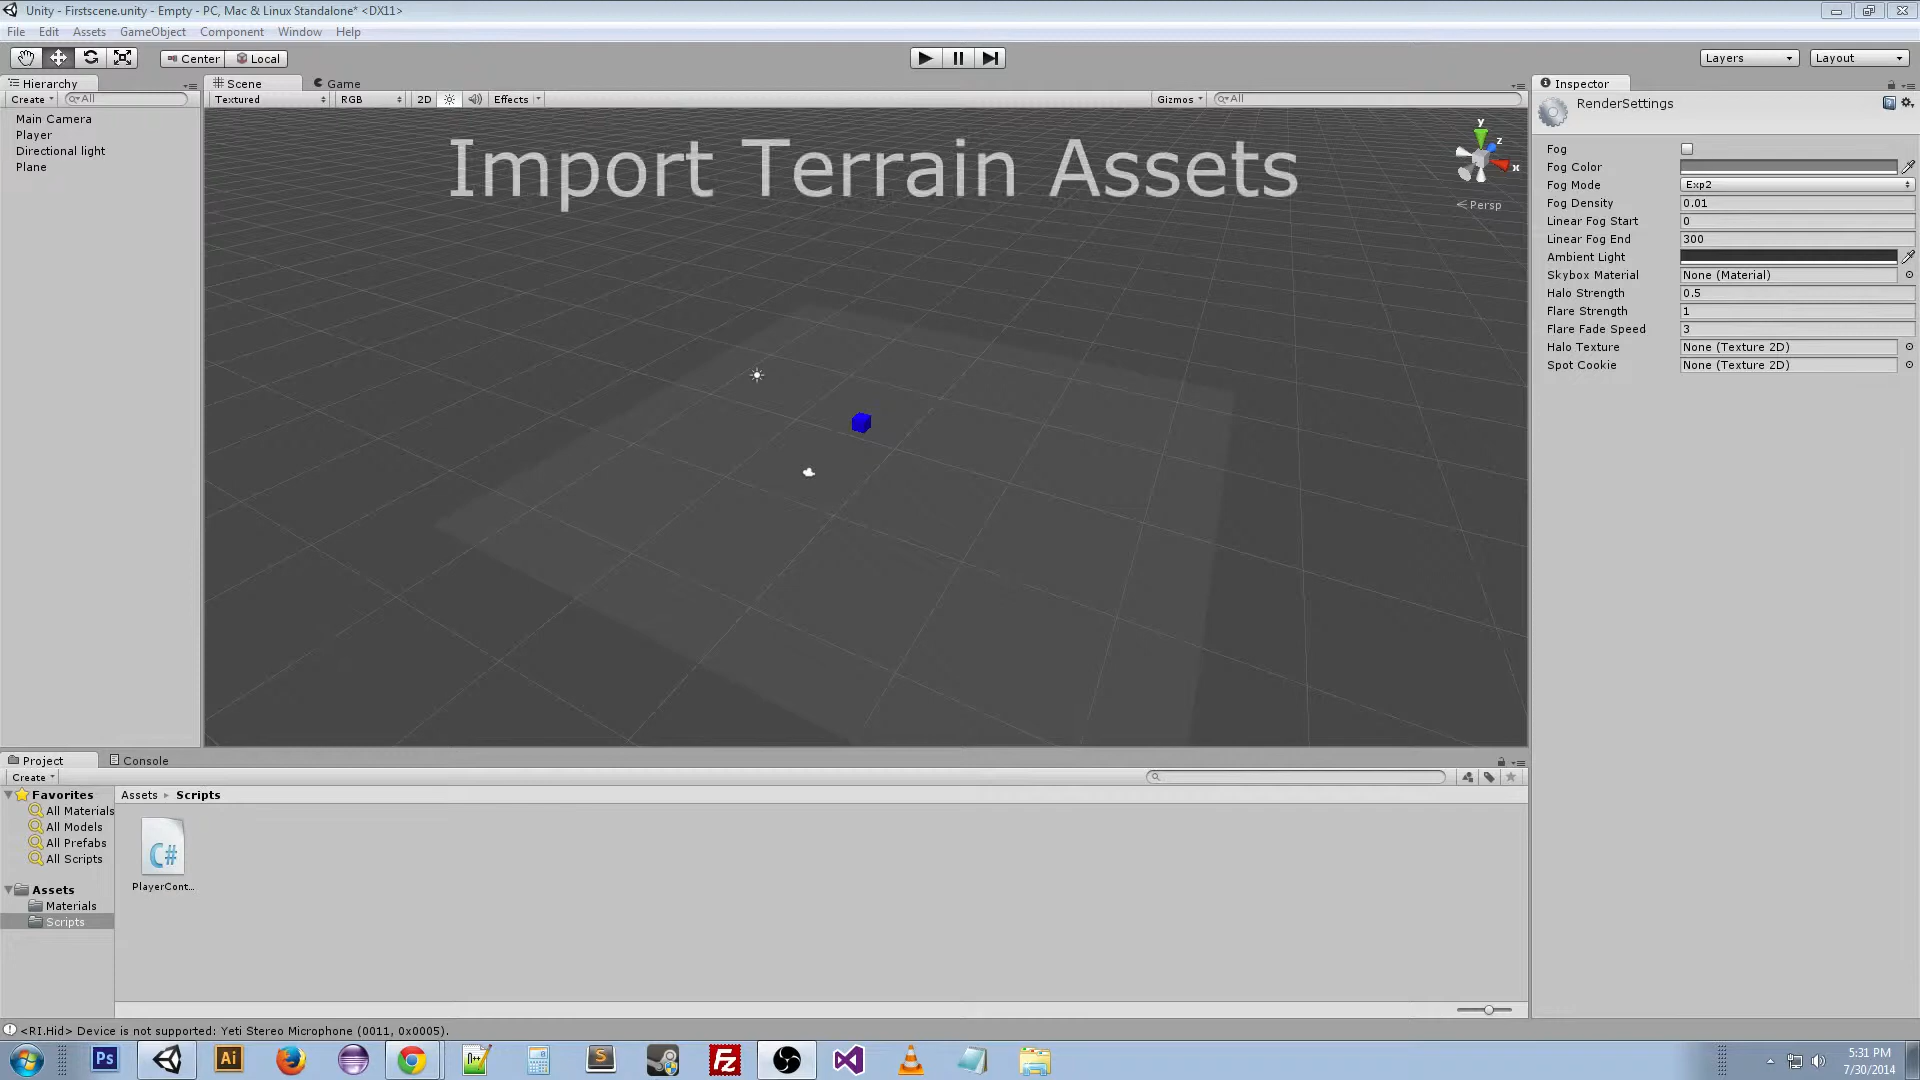 Unity - Firstscene.unity - Empty - PC, Mac & Linux Standalone* <DX11>
File Edit Assets GameObject Component Window Help
Center Local
Layers Layout
Hierarchy
Create All
Main Camera
Player
Directional light
Plane
Scene Game
Textured RGB 2D Effects Gizmos All
Import Terrain Assets
y
z
x
Persp
Inspector
RenderSettings
Fog
Fog Color
Fog Mode Exp2
Fog Density 0.01
Linear Fog Start 0
Linear Fog End 300
Ambient Light
Skybox Material None (Material)
Halo Strength 0.5
Flare Strength 1
Flare Fade Speed 3
Halo Texture None (Texture 2D)
Spot Cookie None (Texture 2D)
Project Console
Create
Favorites
All Materials
All Models
All Prefabs
All Scripts
Assets
Materials
Scripts
Assets Scripts
C#
PlayerCont...
<RI.Hid> Device is not supported: Yeti Stereo Microphone (0011, 0x0005).
Ps Ai S Fz
5:31 PM
7/30/2014